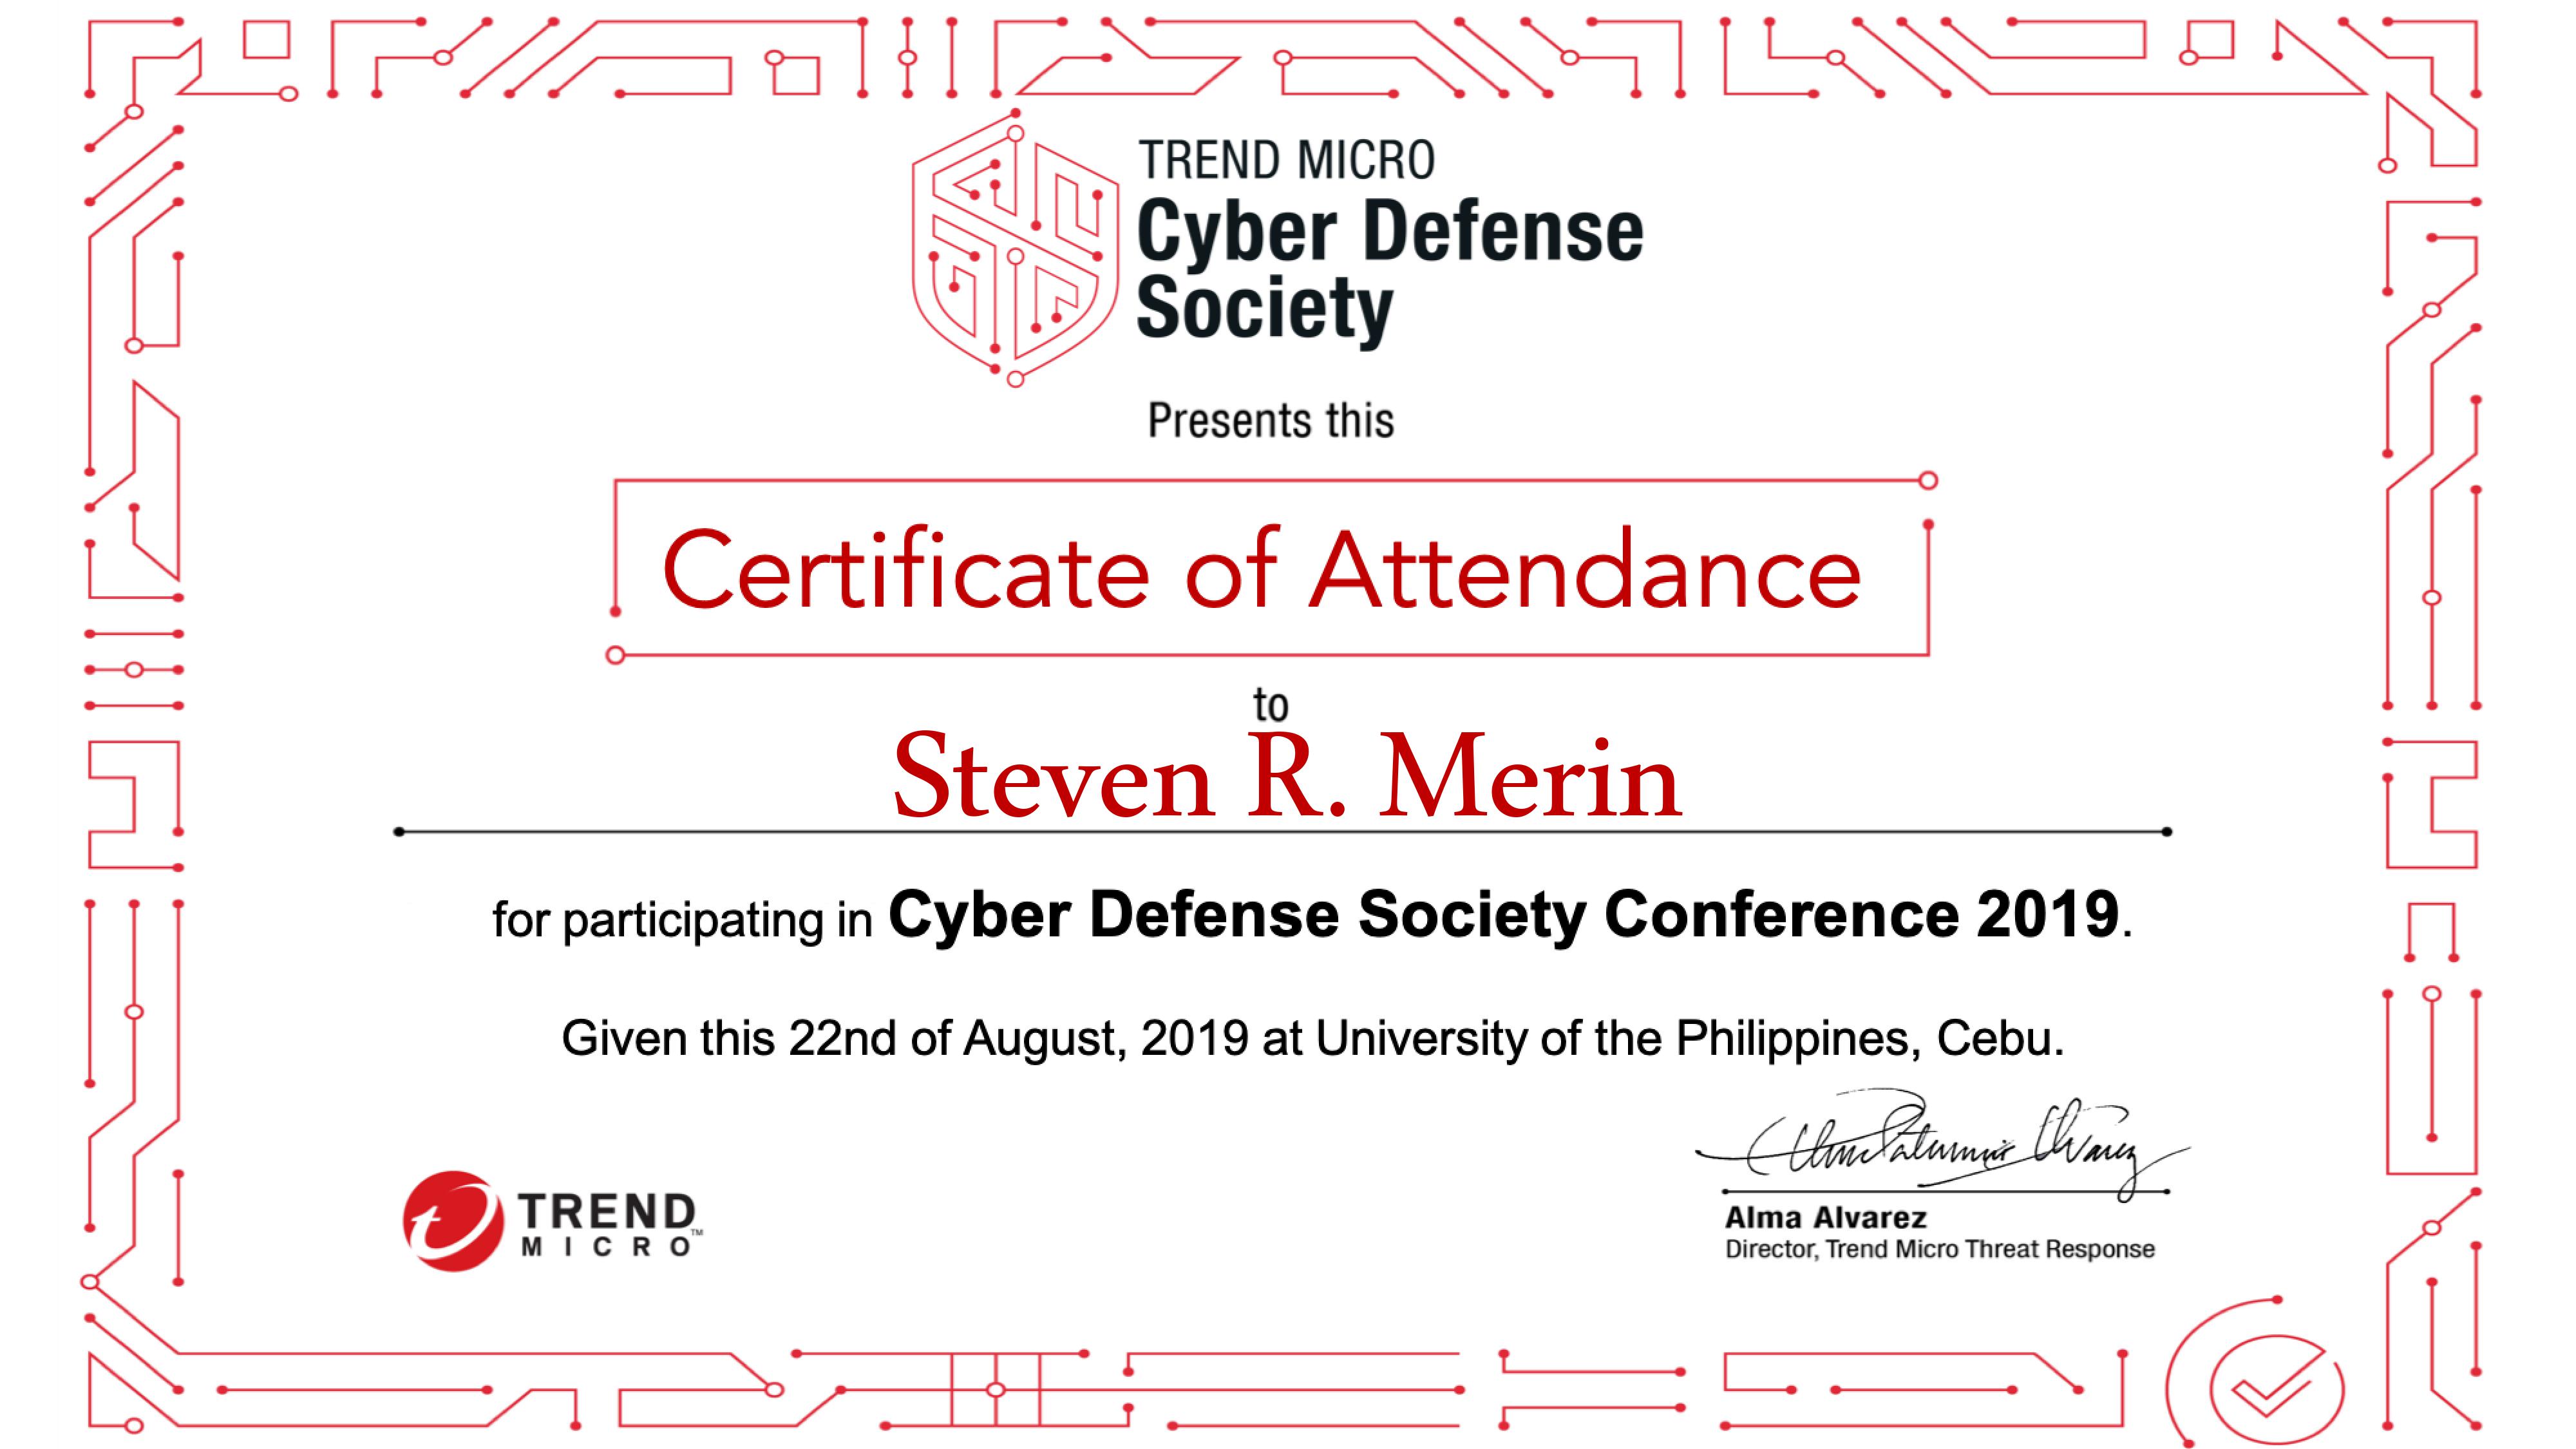 TREND MICRO
Cyber Defense
Society
Presents this
Certificate of Attendance
to
Steven R. Merin
for participating in Cyber Defense Society Conference 2019.
Given this 22nd of August, 2019 at University of the Philippines, Cebu.
TREND
MICRO™
Alma Alvarez
Director, Trend Micro Threat Response